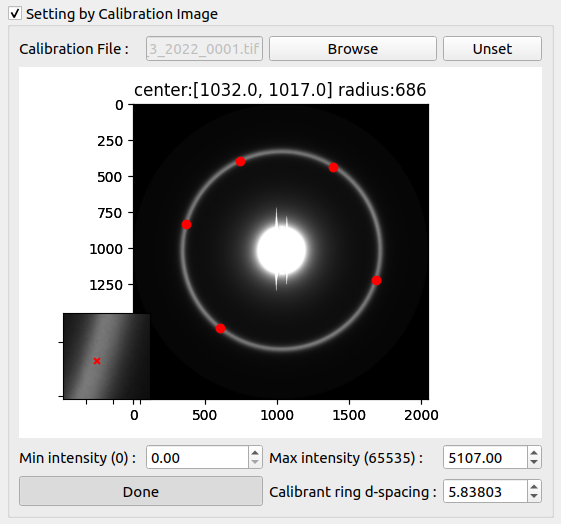 Setting by Calibration Image
Calibration File : 3_2022_0001.tif Browse Unset
center:[1032.0, 1017.0] radius:686
0
250
500
750
1000
1250
0 500 1000 1500 2000
Min intensity (0) : 0.00 Max intensity (65535) : 5107.00
Done Calibrant ring d-spacing : 5.83803